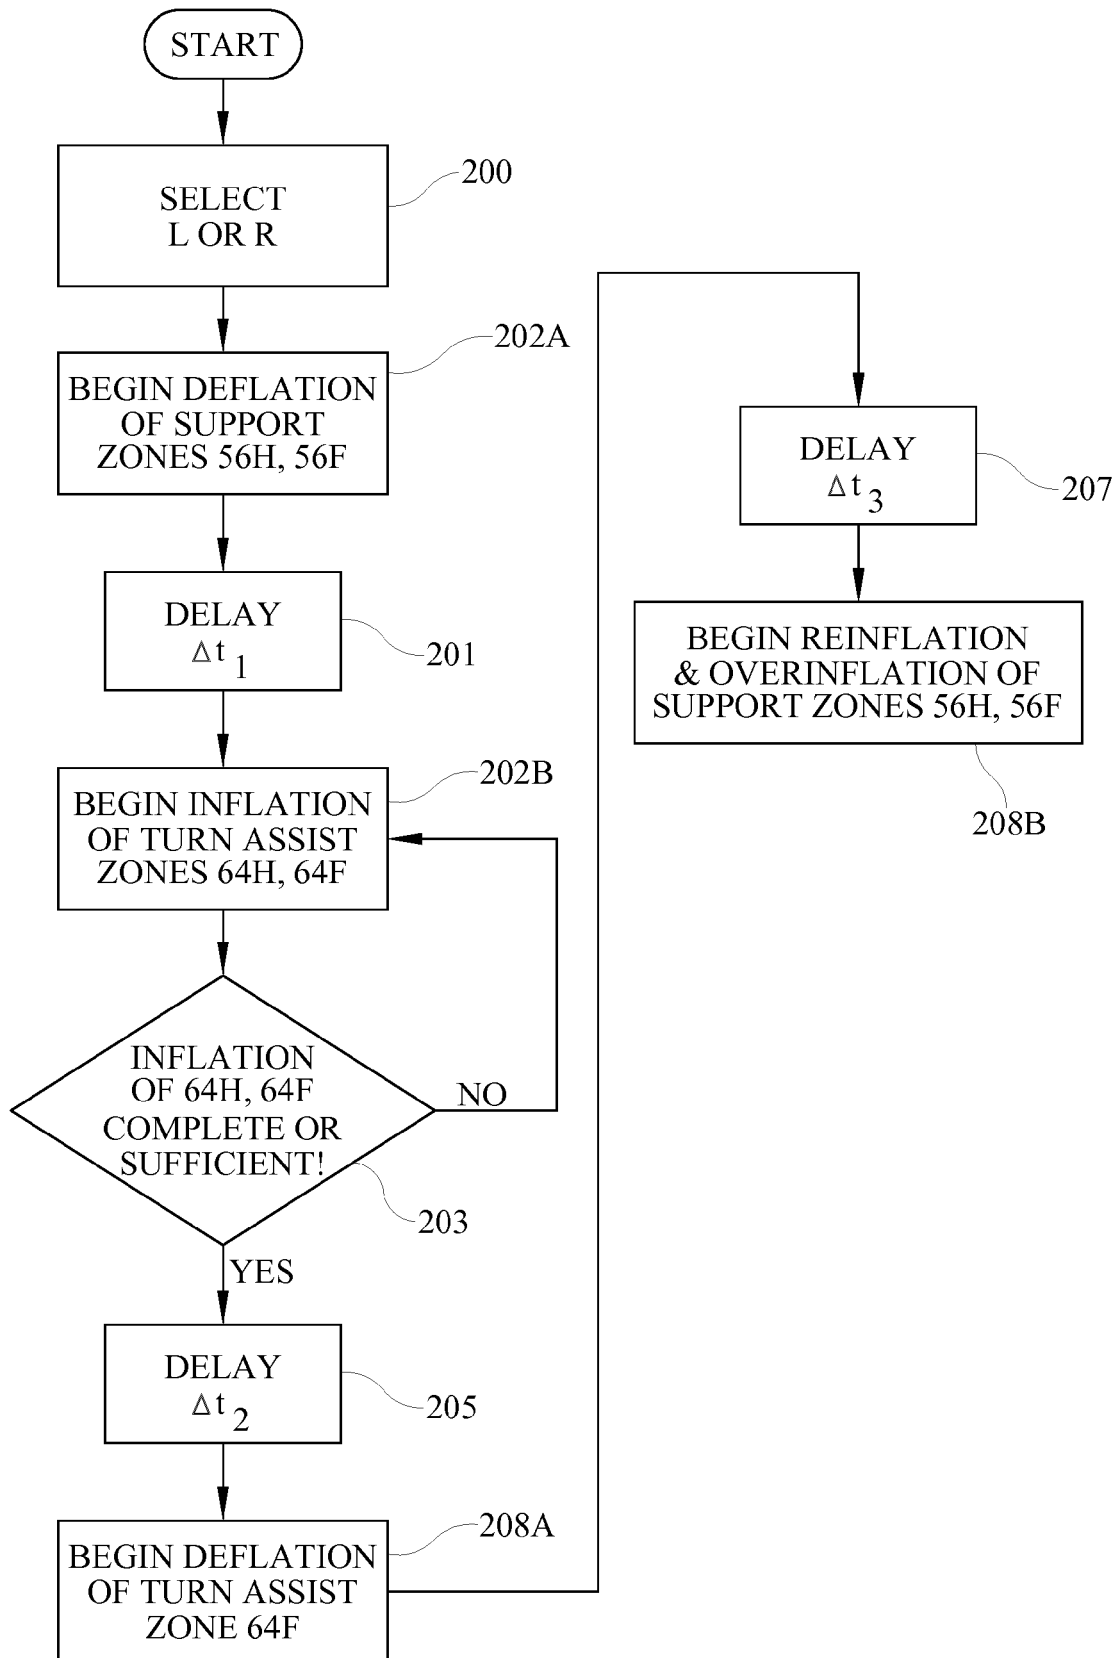 START
SELECT
L OR R
200
BEGIN DEFLATION
OF SUPPORT
ZONES 56H, 56F
202A
DELAY
Δt 1
201
BEGIN INFLATION
OF TURN ASSIST
ZONES 64H, 64F
202B
INFLATION
OF 64H, 64F
COMPLETE OR
SUFFICIENT!
NO
203
YES
DELAY
Δt 2
205
BEGIN DEFLATION
OF TURN ASSIST
ZONE 64F
208A
DELAY
Δt 3
207
BEGIN REINFLATION
& OVERINFLATION OF
SUPPORT ZONES 56H, 56F
208B